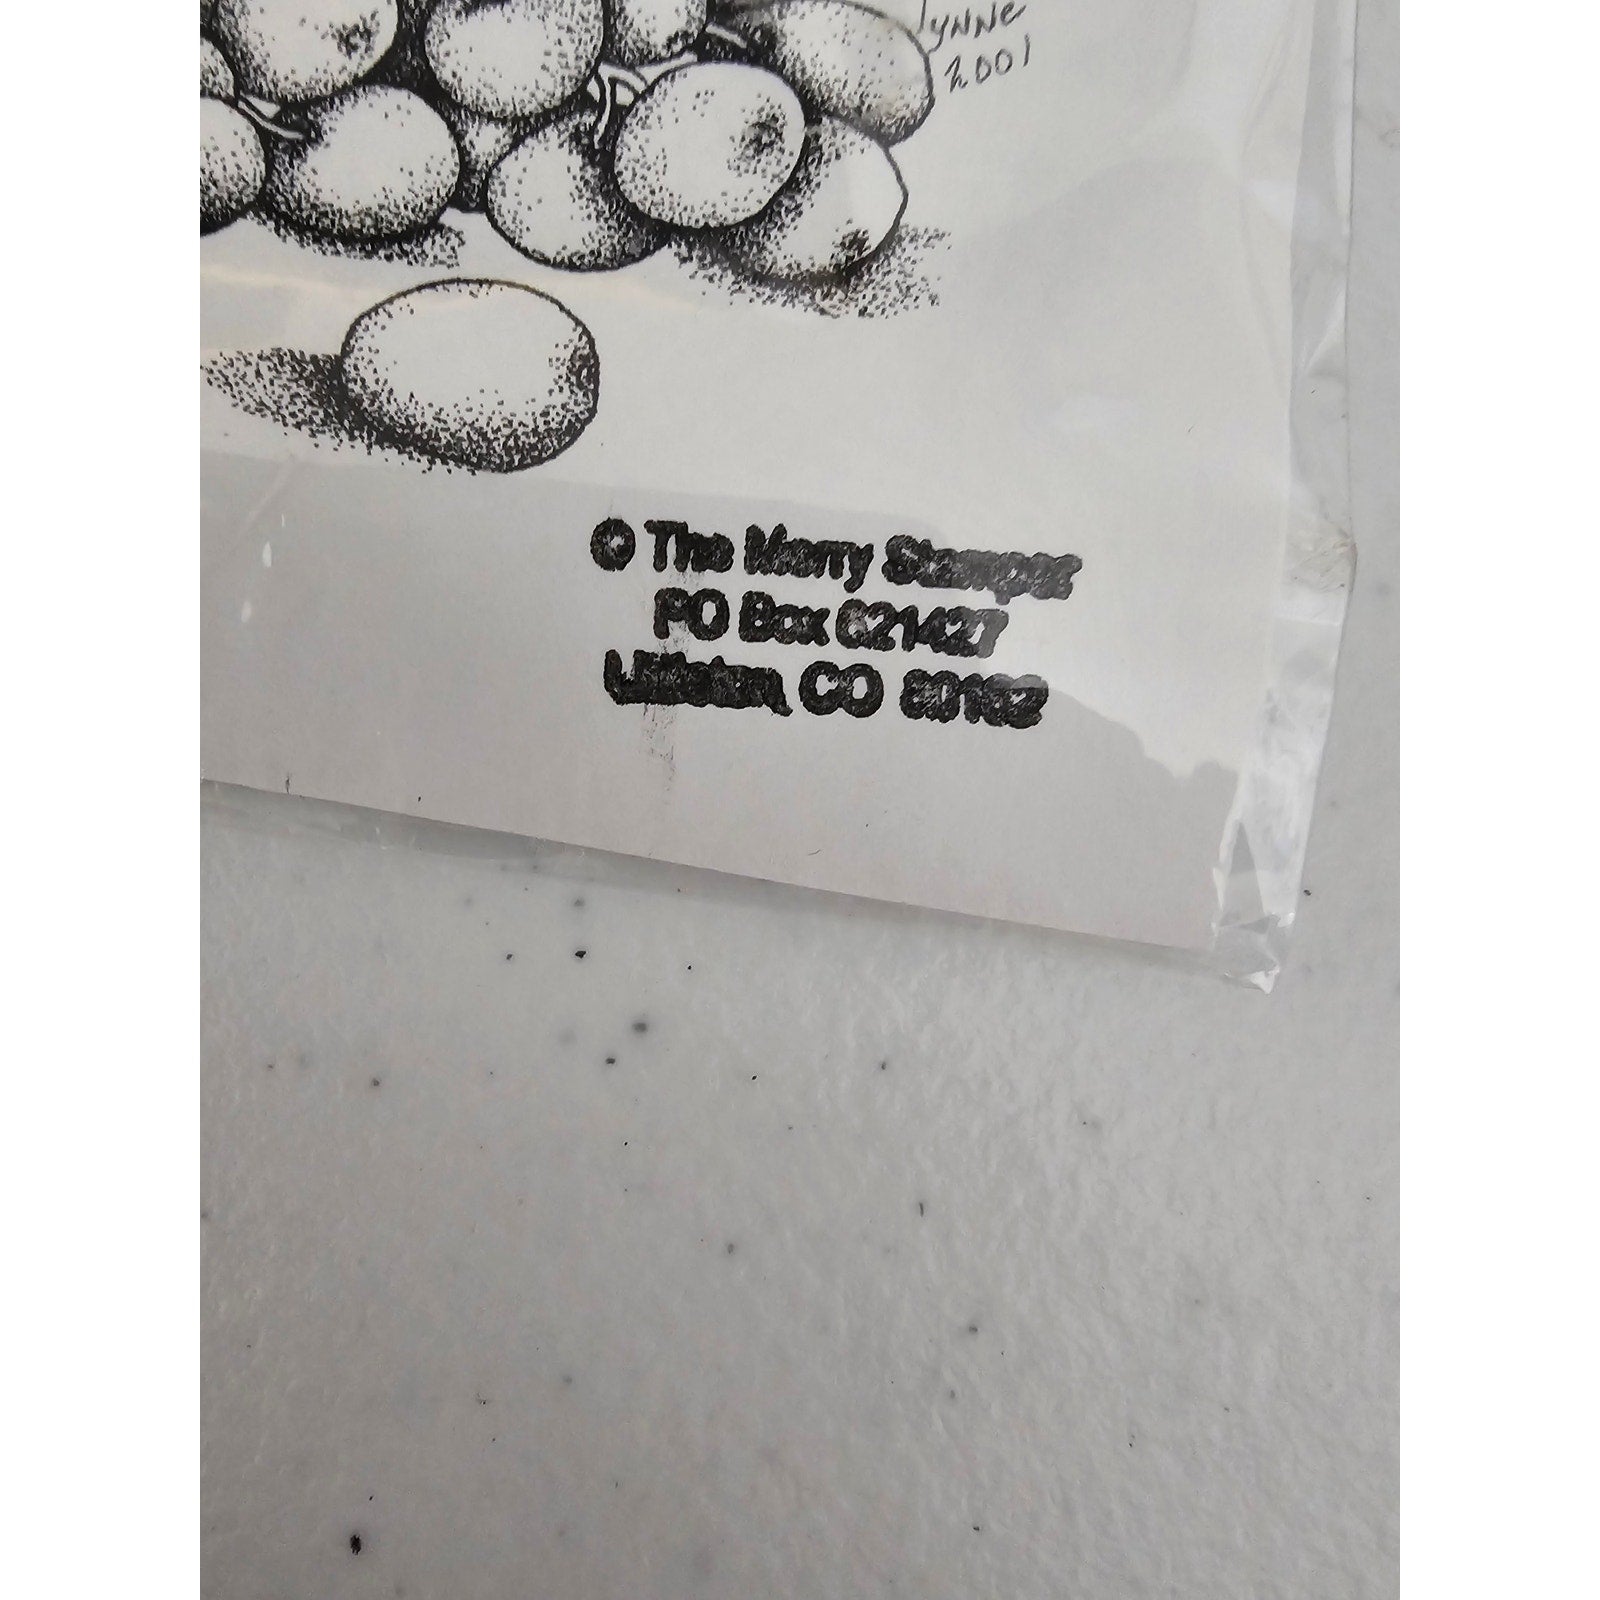 lynne
2001
© The Merry Stamper
PO Box 621427
Littleton, CO 80162